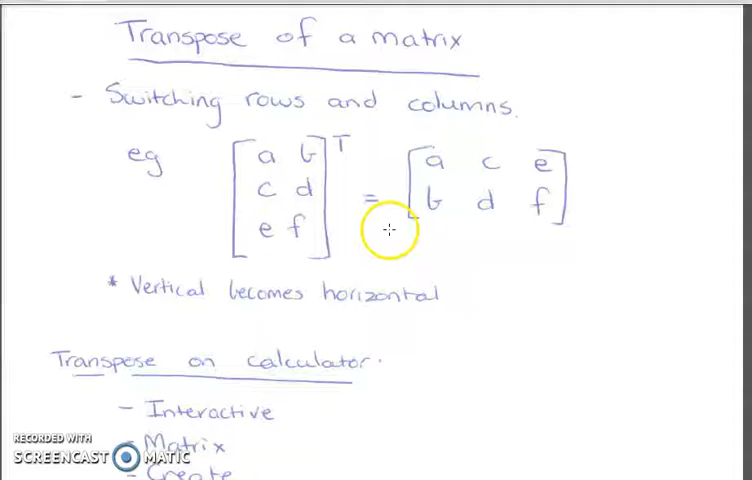 Transpose of a matrix
- Switching rows and columns.
eg [a b; c d; e f]^T = [a c e; b d f]
* Vertical becomes horizontal
Transpose on calculator.
- Interactive
- Matrix
- Create
RECORDED WITH
SCREENCAST MATIC